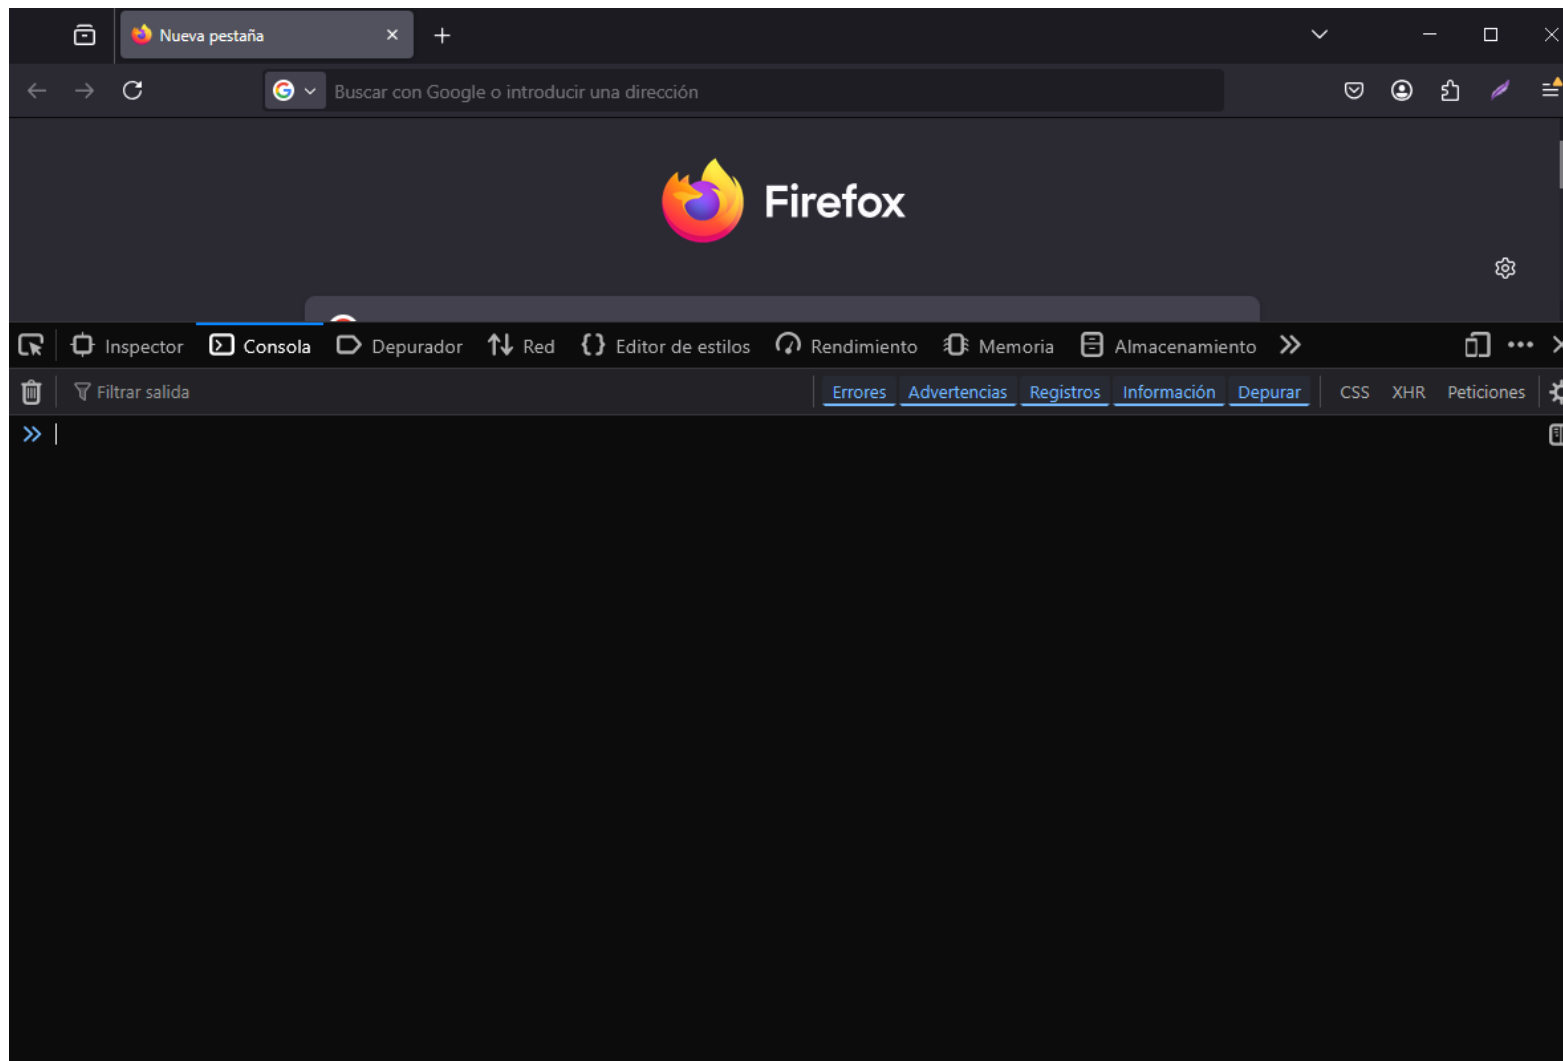 Nueva pestaña
Buscar con Google o introducir una dirección
Firefox
Inspector Consola Depurador Red Editor de estilos Rendimiento Memoria Almacenamiento
Filtrar salida Errores Advertencias Registros Información Depurar CSS XHR Peticiones